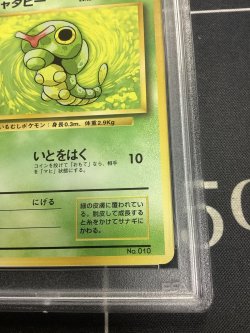 ャタピー
いもむしポケモン：身長0.3m、体重2.9Kg
いとをはく 10
コインを投げて「おもて」なら、相手
を「マヒ」状態にする。
にげる
緑の皮膚に覆われている。脱皮して成長すると糸をかけてサナギにかわる。
No.010